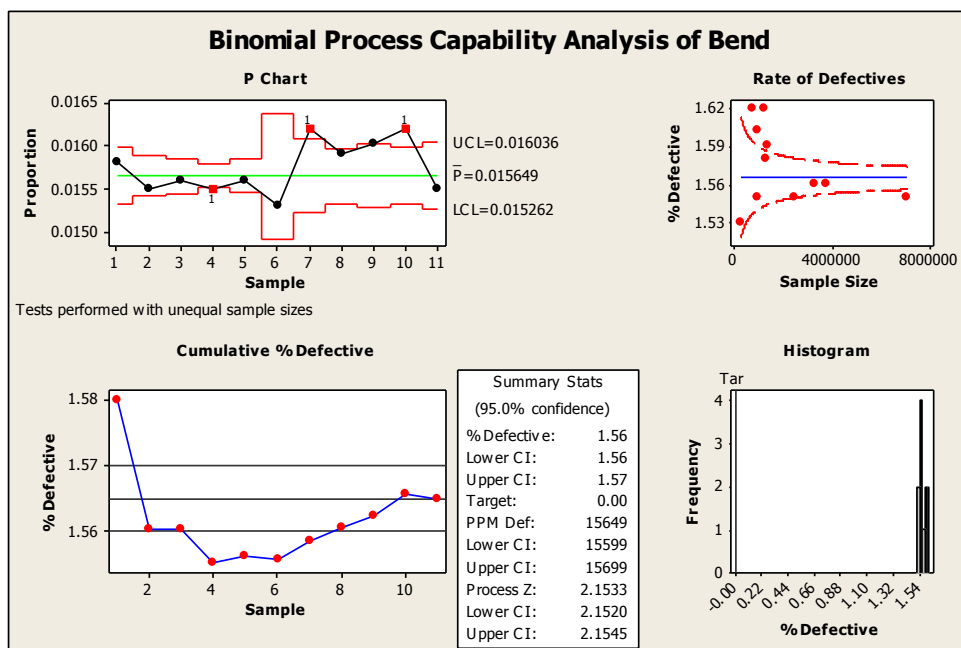 Binomial Process Capability Analysis of Bend
P Chart
Proportion
0.0165
0.0160
0.0155
0.0150
1
1
1
UCL=0.016036
P=0.015649
LCL=0.015262
1 2 3 4 5 6 7 8 9 10 11
Sample
Tests performed with unequal sample sizes
Rate of Defectives
%Defective
1.62
1.59
1.56
1.53
0 4000000 8000000
Sample Size
Cumulative %Defective
%Defective
1.58
1.57
1.56
2 4 6 8 10
Sample
Summary Stats
(95.0% confidence)
%Defective: 1.56
Lower CI: 1.56
Upper CI: 1.57
Target: 0.00
PPM Def: 15649
Lower CI: 15599
Upper CI: 15699
Process Z: 2.1533
Lower CI: 2.1520
Upper CI: 2.1545
Histogram
Tar
Frequency
4
3
2
1
0
-0.00 0.22 0.44 0.66 0.88 1.10 1.32 1.54
%Defective